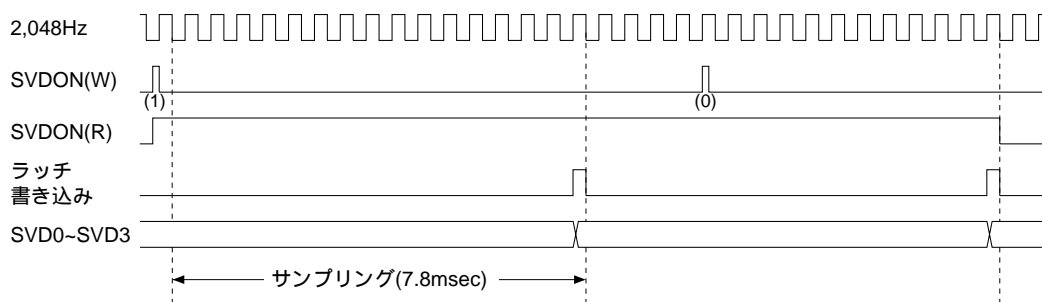 2,048Hz
SVDON(W)
(1)
(0)
SVDON(R)
ラッチ
書き込み
SVD0~SVD3
サンプリング(7.8msec)